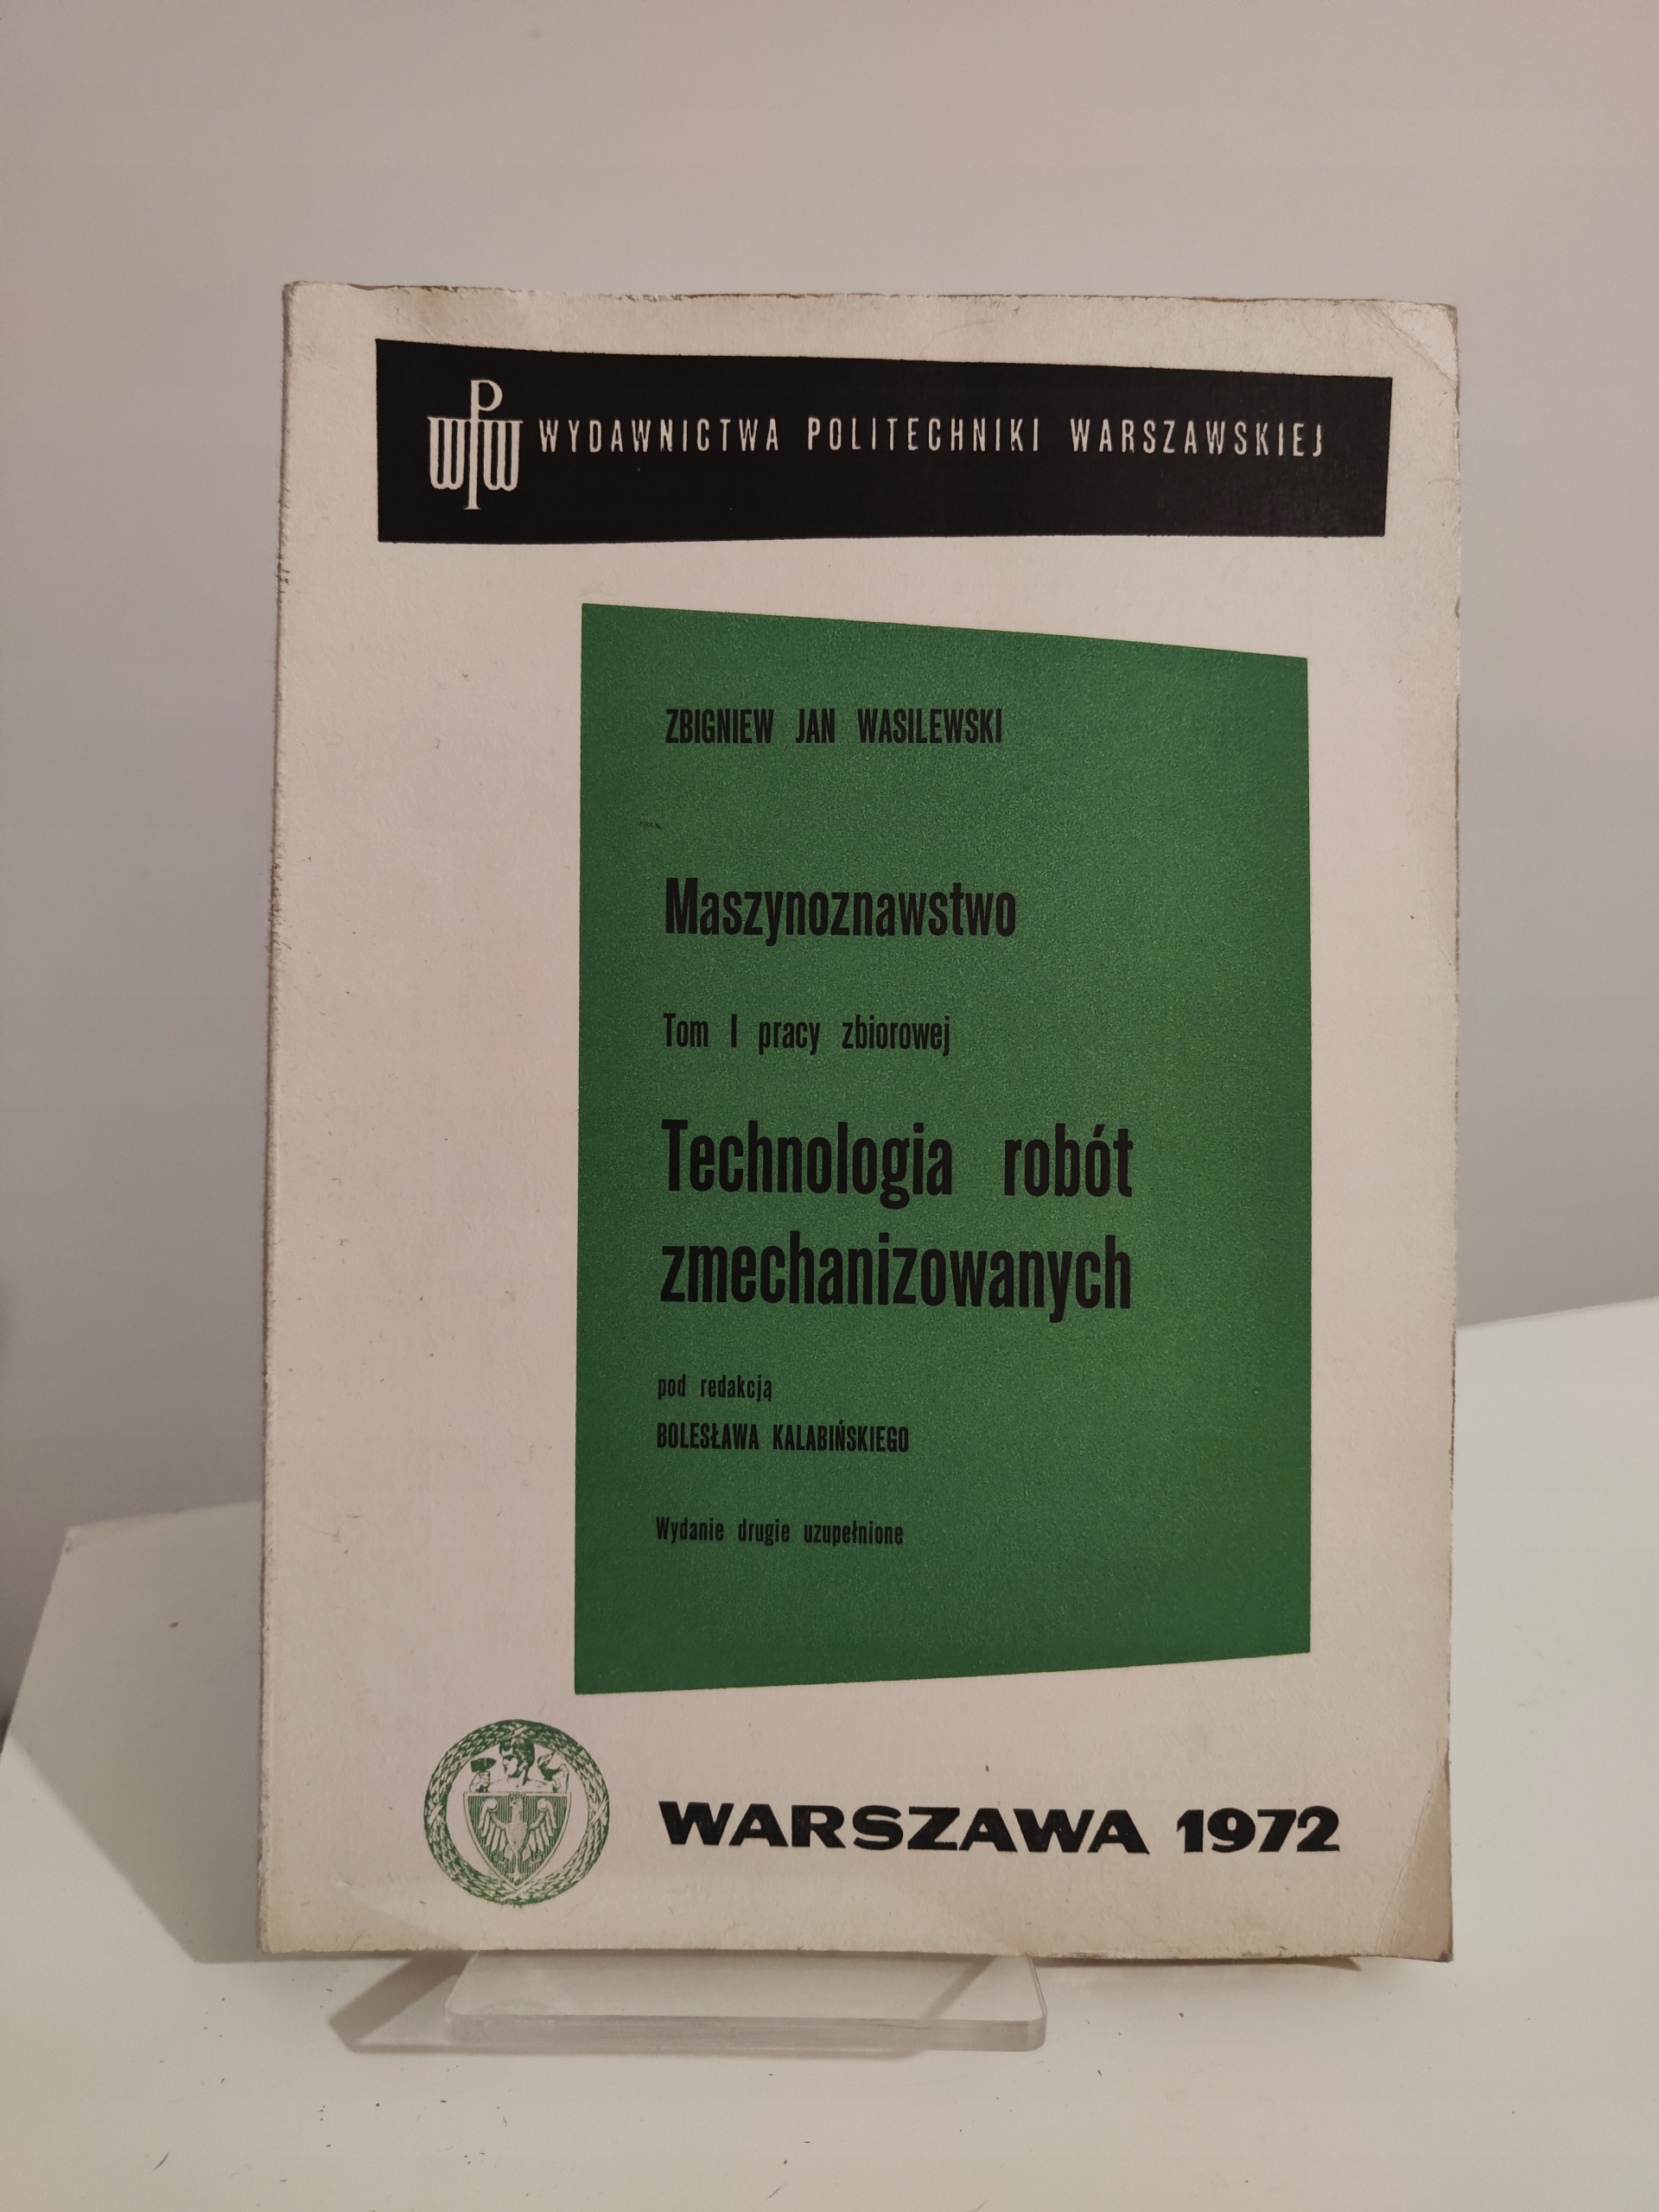 WPW WYDAWNICTWA POLITECHNIKI WARSZAWSKIEJ
ZBIGNIEW JAN WASILEWSKI
Maszynoznawstwo
Tom I pracy zbiorowej
Technologia robót
zmechanizowanych
pod redakcją
BOLESŁAWA KALABIŃSKIEGO
Wydanie drugie uzupełnione
WARSZAWA 1972